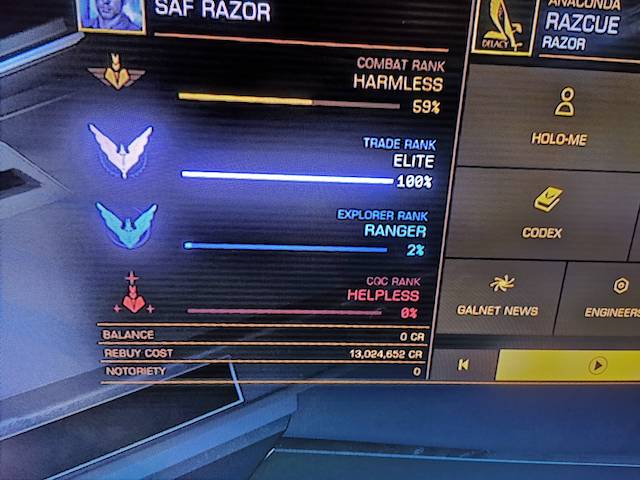 SAF RAZOR
COMBAT RANK
HARMLESS
59%
TRADE RANK
ELITE
100%
EXPLORER RANK
RANGER
2%
CQC RANK
HELPLESS
0%
BALANCE 0 CR
REBUY COST 13,024,652 CR
NOTORIETY 0
DELACY
ANACONDA
RAZCUE
RAZOR
HOLO-ME
CODEX
GALNET NEWS
ENGINEERS